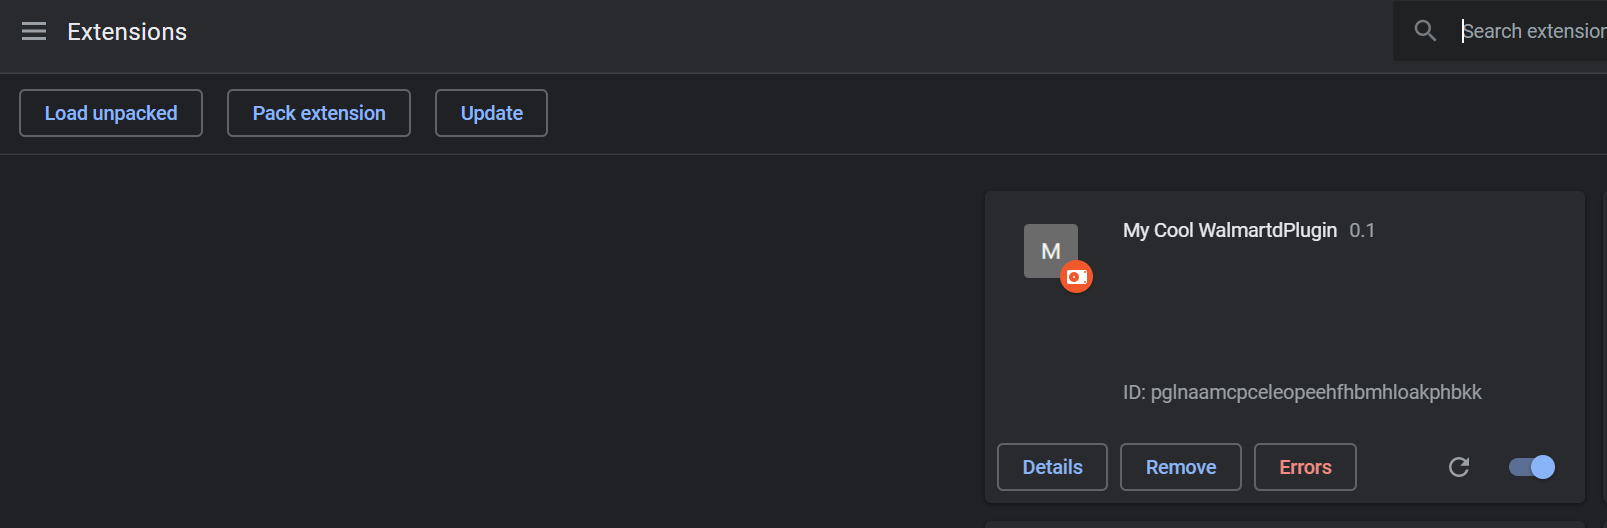 Extensions
Search extension
Load unpacked
Pack extension
Update
M
My Cool WalmartdPlugin 0.1
ID: pglnaamcpceleopeehfhbmhloakphbkk
Details
Remove
Errors